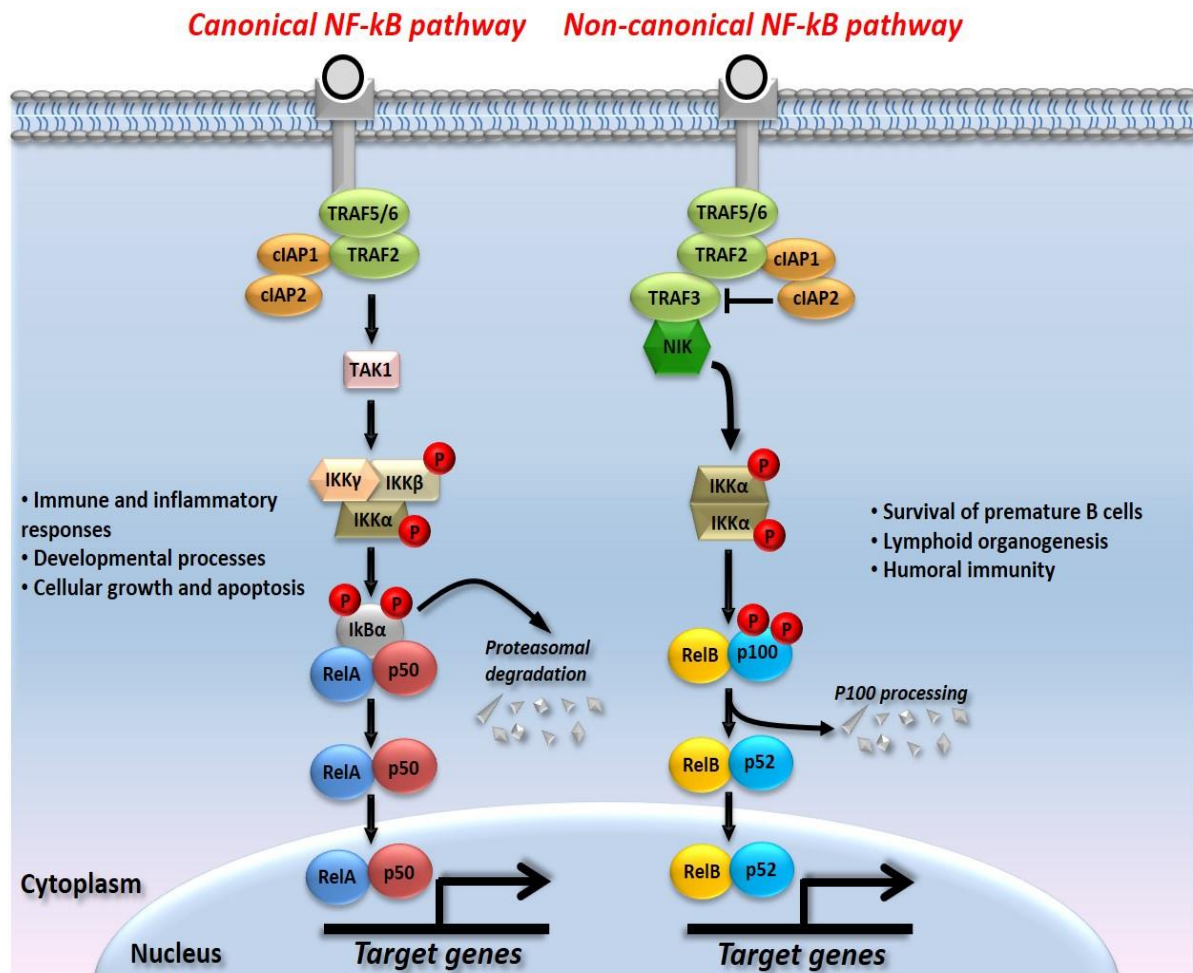 Canonical NF-kB pathway
Non-canonical NF-kB pathway
TRAF5/6
cIAP1
TRAF2
cIAP2
TAK1
P
IKKγ
IKKβ
IKKα
P
• Immune and inflammatory
responses
• Developmental processes
• Cellular growth and apoptosis
P
P
IkBα
RelA
p50
Proteasomal
degradation
RelA
p50
RelA
p50
Target genes
TRAF5/6
TRAF2
cIAP1
TRAF3
cIAP2
NIK
P
IKKα
IKKα
P
• Survival of premature B cells
• Lymphoid organogenesis
• Humoral immunity
P
P
RelB
p100
P100 processing
RelB
p52
RelB
p52
Target genes
Cytoplasm
Nucleus